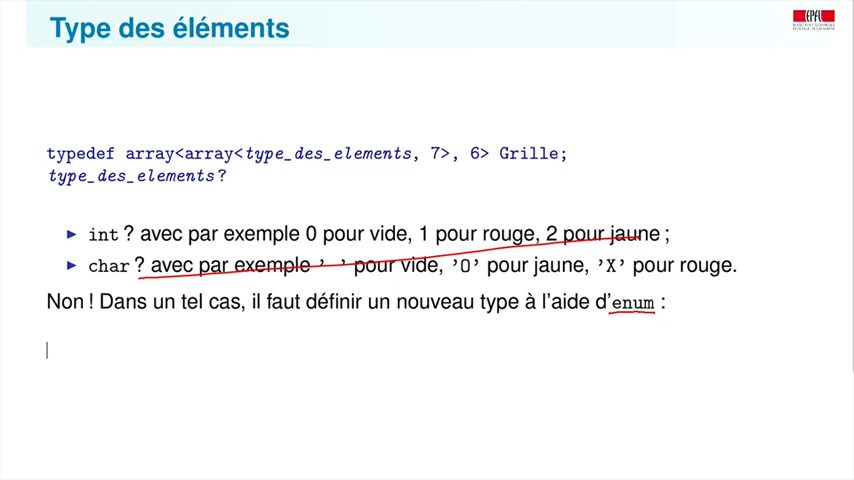 Type des éléments
EPFL
typedef array<array<type_des_elements, 7>, 6> Grille;
type_des_elements?
▶ int ? avec par exemple 0 pour vide, 1 pour rouge, 2 pour jaune ;
▶ char ? avec par exemple ’ ’ pour vide, ’O’ pour jaune, ’X’ pour rouge.
Non ! Dans un tel cas, il faut définir un nouveau type à l’aide d’enum :